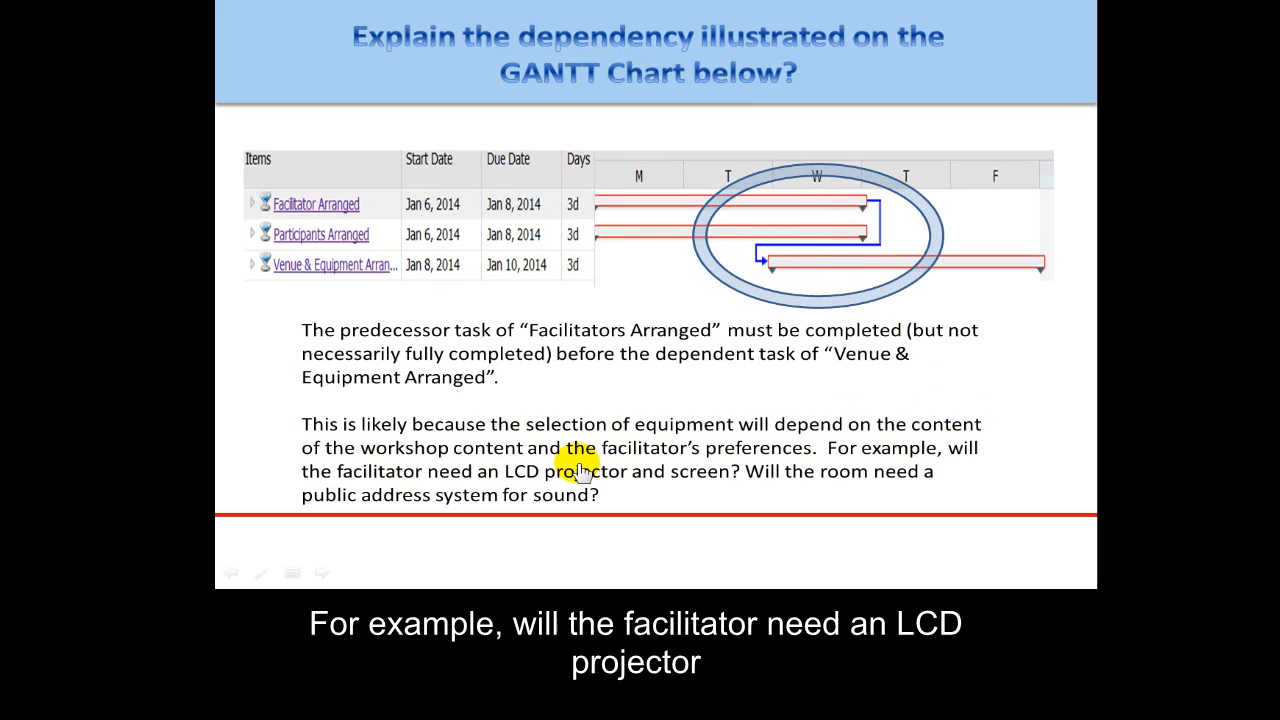 Explain the dependency illustrated on the
GANTT Chart below?
Items Start Date Due Date Days M T W T F
Facilitator Arranged Jan 6, 2014 Jan 8, 2014 3d
Participants Arranged Jan 6, 2014 Jan 8, 2014 3d
Venue & Equipment Arran... Jan 8, 2014 Jan 10, 2014 3d
The predecessor task of “Facilitators Arranged” must be completed (but not
necessarily fully completed) before the dependent task of “Venue &
Equipment Arranged”.
This is likely because the selection of equipment will depend on the content
of the workshop content and the facilitator’s preferences. For example, will
the facilitator need an LCD projector and screen? Will the room need a
public address system for sound?
For example, will the facilitator need an LCD
projector